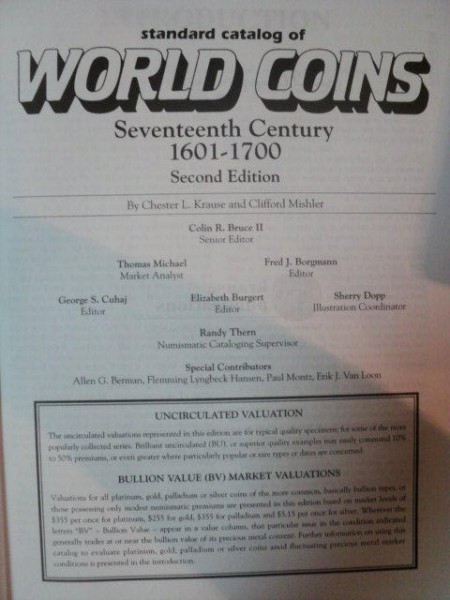 standard catalog of
WORLD COINS
Seventeenth Century
1601-1700
Second Edition
By Chester L. Krause and Clifford Mishler
Colin R. Bruce II
Senior Editor
Thomas Michael
Market Analyst
Fred J. Borgmann
Editor
George S. Cuhaj
Editor
Elizabeth Burgert
Editor
Sherry Dopp
Illustration Coordinator
Randy Thern
Numismatic Cataloging Supervisor
Special Contributors
Allen G. Berman, Flemming Lyngbeck Hansen, Paul Montz, Erik J. Van Loon
UNCIRCULATED VALUATION
The uncirculated valuations represented in this edition are for typical quality specimens; for some of the more
popularly collected series. Brilliant uncirculated (BU), or superior quality examples may easily command
to 50% premiums, or even greater where particularly popular or rare types or dates are concerned.
BULLION VALUE (BV) MARKET VALUATIONS
Valuations for all platinum, gold, palladium or silver coins of the more common, basically bullion types, or
those possessing only modest numismatic premiums are presented in this edition based on market levels of
$355 per once for platinum, $255 for gold, $355 for palladium and $5.15 per once for silver. Wherever the
letters "BV" - Bullion Value - appear in a value column, that particular issue in the condition indicated
generally trades at or near the bullion value of its precious metal content. Further information on using this
catalog to evaluate platinum, gold, palladium or silver coins amid fluctuating precious metal market
conditions is presented in the introduction.